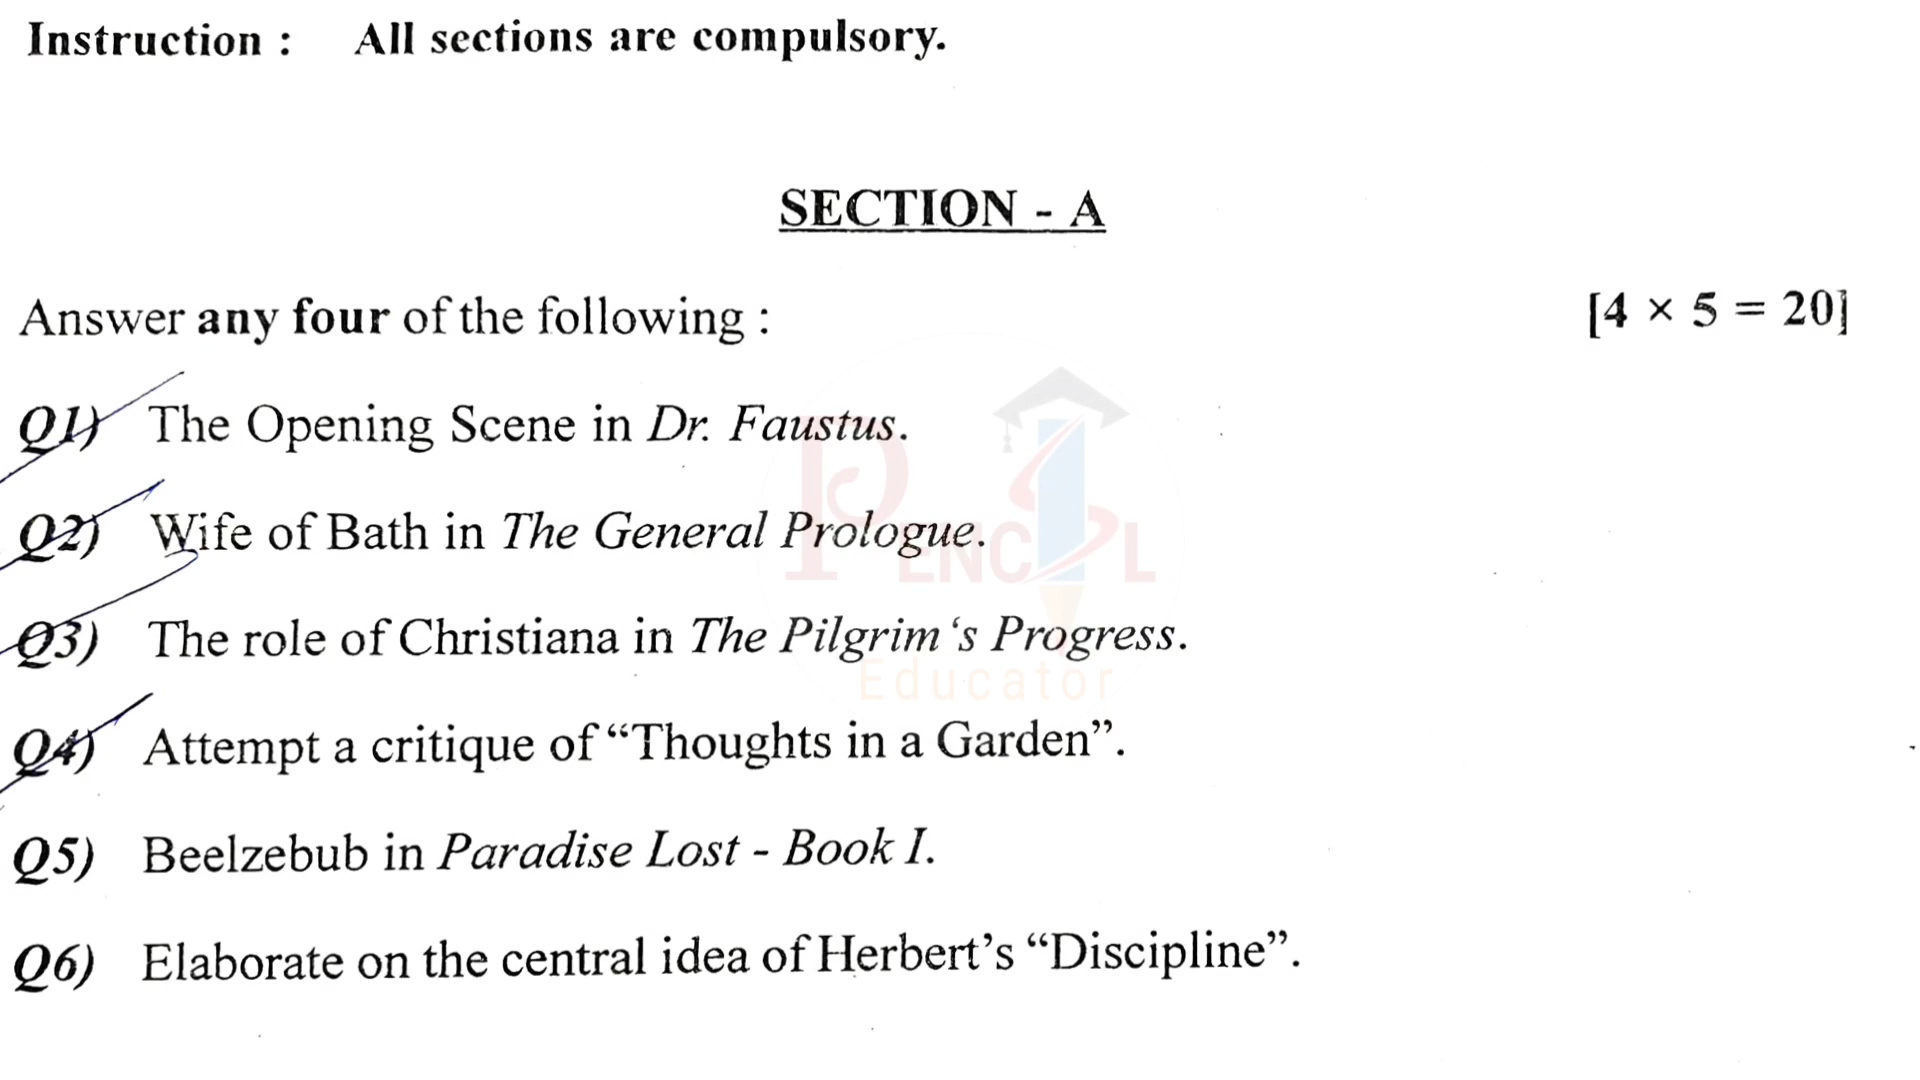 Instruction : All sections are compulsory.
SECTION - A
Answer any four of the following : [4 × 5 = 20]
Q1) The Opening Scene in Dr. Faustus.
Q2) Wife of Bath in The General Prologue.
Q3) The role of Christiana in The Pilgrim‘s Progress.
Q4) Attempt a critique of “Thoughts in a Garden”.
Q5) Beelzebub in Paradise Lost - Book I.
Q6) Elaborate on the central idea of Herbert’s “Discipline”.
PENCIL
Educator